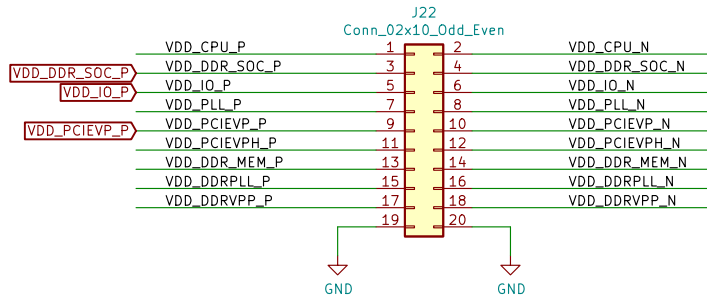 J22
Conn_02x10_Odd_Even
VDD_CPU_P 1 2 VDD_CPU_N
VDD_DDR_SOC_P VDD_DDR_SOC_P 3 4 VDD_DDR_SOC_N
VDD_IO_P VDD_IO_P 5 6 VDD_IO_N
VDD_PLL_P 7 8 VDD_PLL_N
VDD_PCIEVP_P VDD_PCIEVP_P 9 10 VDD_PCIEVP_N
VDD_PCIEVPH_P 11 12 VDD_PCIEVPH_N
VDD_DDR_MEM_P 13 14 VDD_DDR_MEM_N
VDD_DDRPLL_P 15 16 VDD_DDRPLL_N
VDD_DDRVPP_P 17 18 VDD_DDRVPP_N
19 20
GND GND